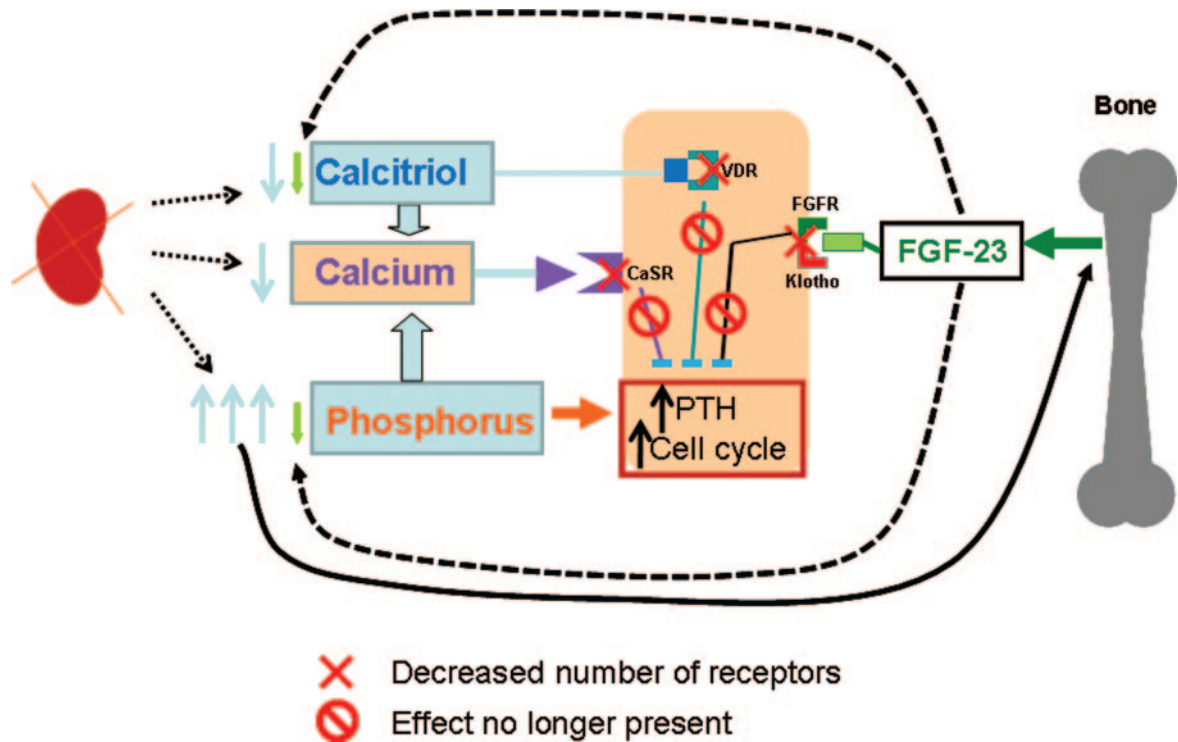 Bone
Calcitriol
VDR
FGFR
FGF-23
Calcium
CaSR
Klotho
Phosphorus
PTH
Cell cycle
Decreased number of receptors
Effect no longer present